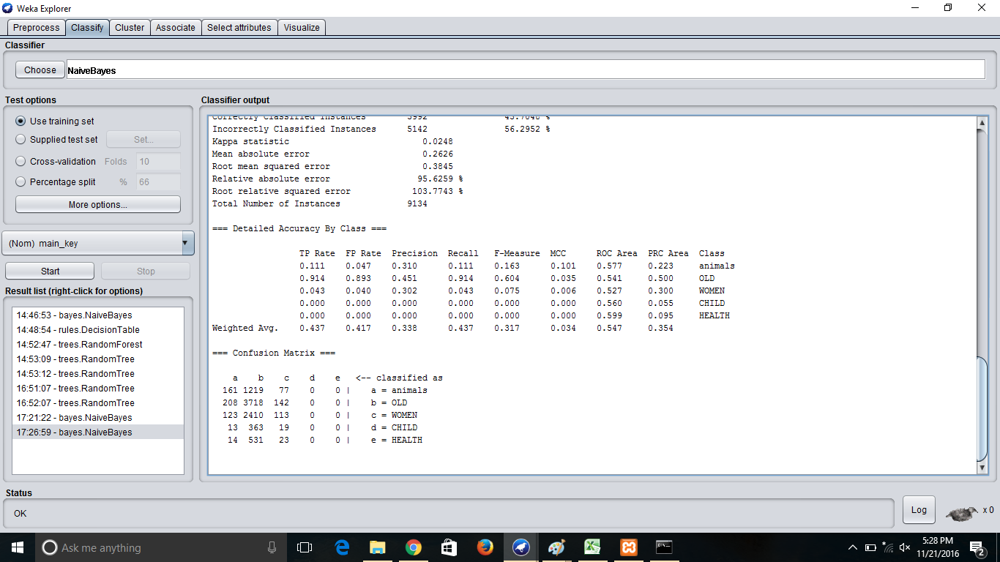 Weka Explorer
Preprocess Classify Cluster Associate Select attributes Visualize
Classifier
Choose NaiveBayes
Test options
Use training set
Supplied test set Set...
Cross-validation Folds 10
Percentage split % 66
More options...
(Nom) main_key
Start Stop
Result list (right-click for options)
14:46:53 - bayes.NaiveBayes
14:48:54 - rules.DecisionTable
14:52:47 - trees.RandomForest
14:53:09 - trees.RandomTree
14:53:12 - trees.RandomTree
16:51:07 - trees.RandomTree
16:52:07 - trees.RandomTree
17:21:22 - bayes.NaiveBayes
17:26:59 - bayes.NaiveBayes
Classifier output
Correctly Classified Instances 3992 43.7048 %
Incorrectly Classified Instances 5142 56.2952 %
Kappa statistic 0.0248
Mean absolute error 0.2626
Root mean squared error 0.3845
Relative absolute error 95.6259 %
Root relative squared error 103.7743 %
Total Number of Instances 9134
=== Detailed Accuracy By Class ===
TP Rate FP Rate Precision Recall F-Measure MCC ROC Area PRC Area Class
0.111 0.047 0.310 0.111 0.163 0.101 0.577 0.223 animals
0.914 0.893 0.451 0.914 0.604 0.035 0.541 0.500 OLD
0.043 0.040 0.302 0.043 0.075 0.006 0.527 0.300 WOMEN
0.000 0.000 0.000 0.000 0.000 0.000 0.560 0.055 CHILD
0.000 0.000 0.000 0.000 0.000 0.000 0.599 0.095 HEALTH
Weighted Avg. 0.437 0.417 0.338 0.437 0.317 0.034 0.547 0.354
=== Confusion Matrix ===
a b c d e <-- classified as
161 1219 77 0 0 | a = animals
208 3718 142 0 0 | b = OLD
123 2410 113 0 0 | c = WOMEN
13 363 19 0 0 | d = CHILD
14 531 23 0 0 | e = HEALTH
Status
OK
Log x 0
Ask me anything
5:28 PM
11/21/2016
2